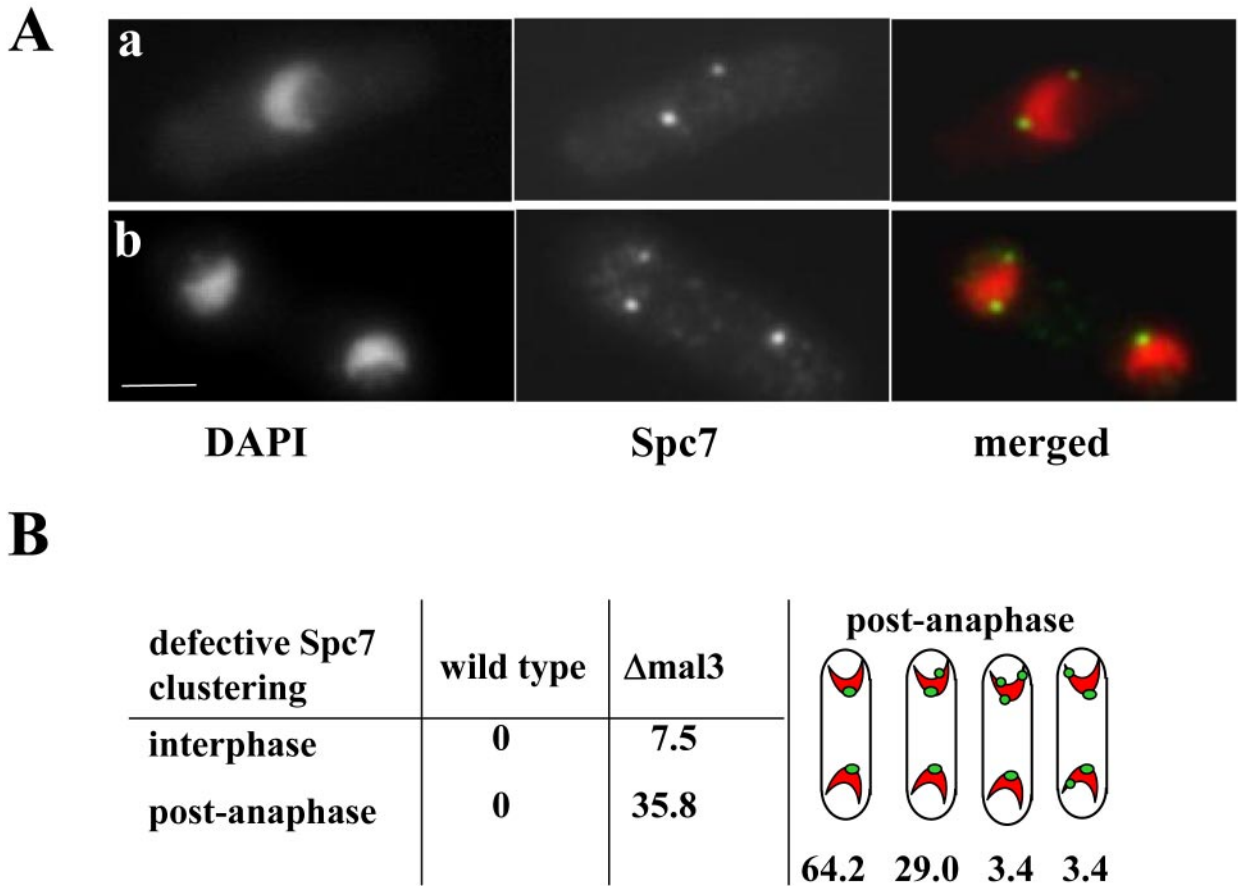 A
a
b
DAPI
Spc7
merged
B
defective Spc7
clustering
wild type
Δmal3
post-anaphase
interphase
0
7.5
post-anaphase
0
35.8
64.2 29.0 3.4 3.4